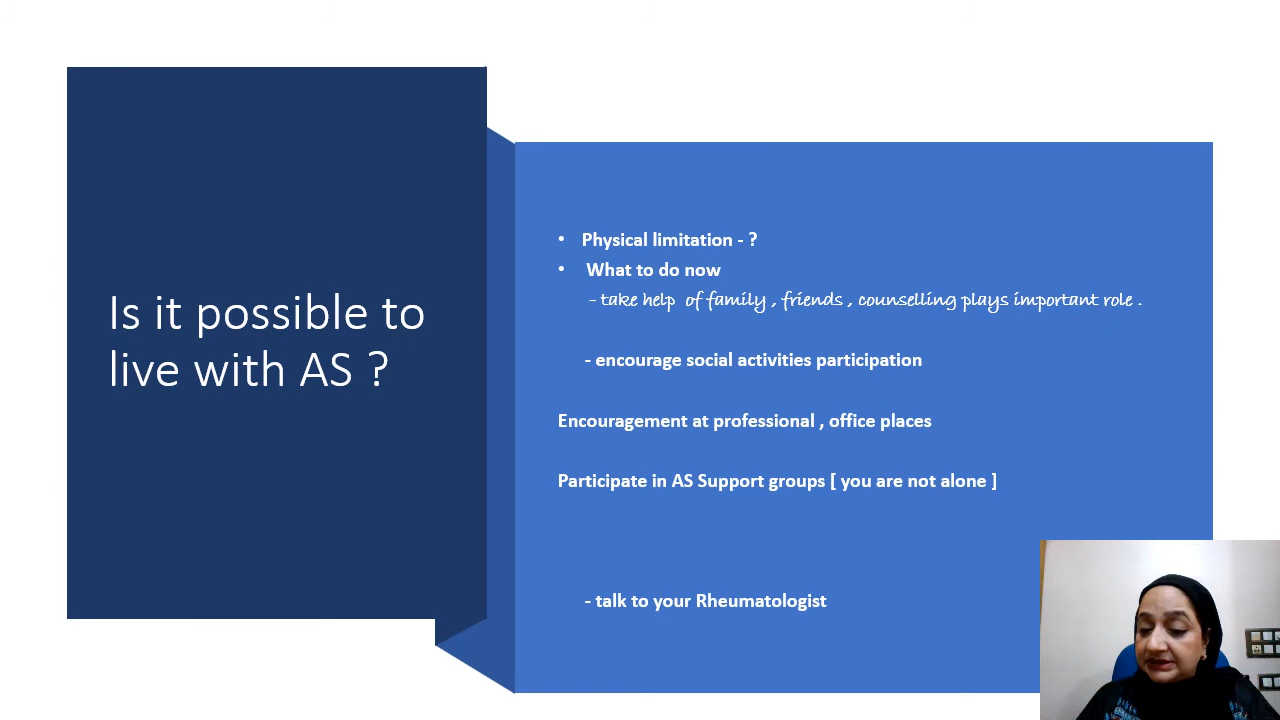 Is it possible to
live with AS ?
• Physical limitation - ?
• What to do now
- take help of family , friends , counselling plays important role .
- encourage social activities participation
Encouragement at professional , office places
Participate in AS Support groups [ you are not alone ]
- talk to your Rheumatologist